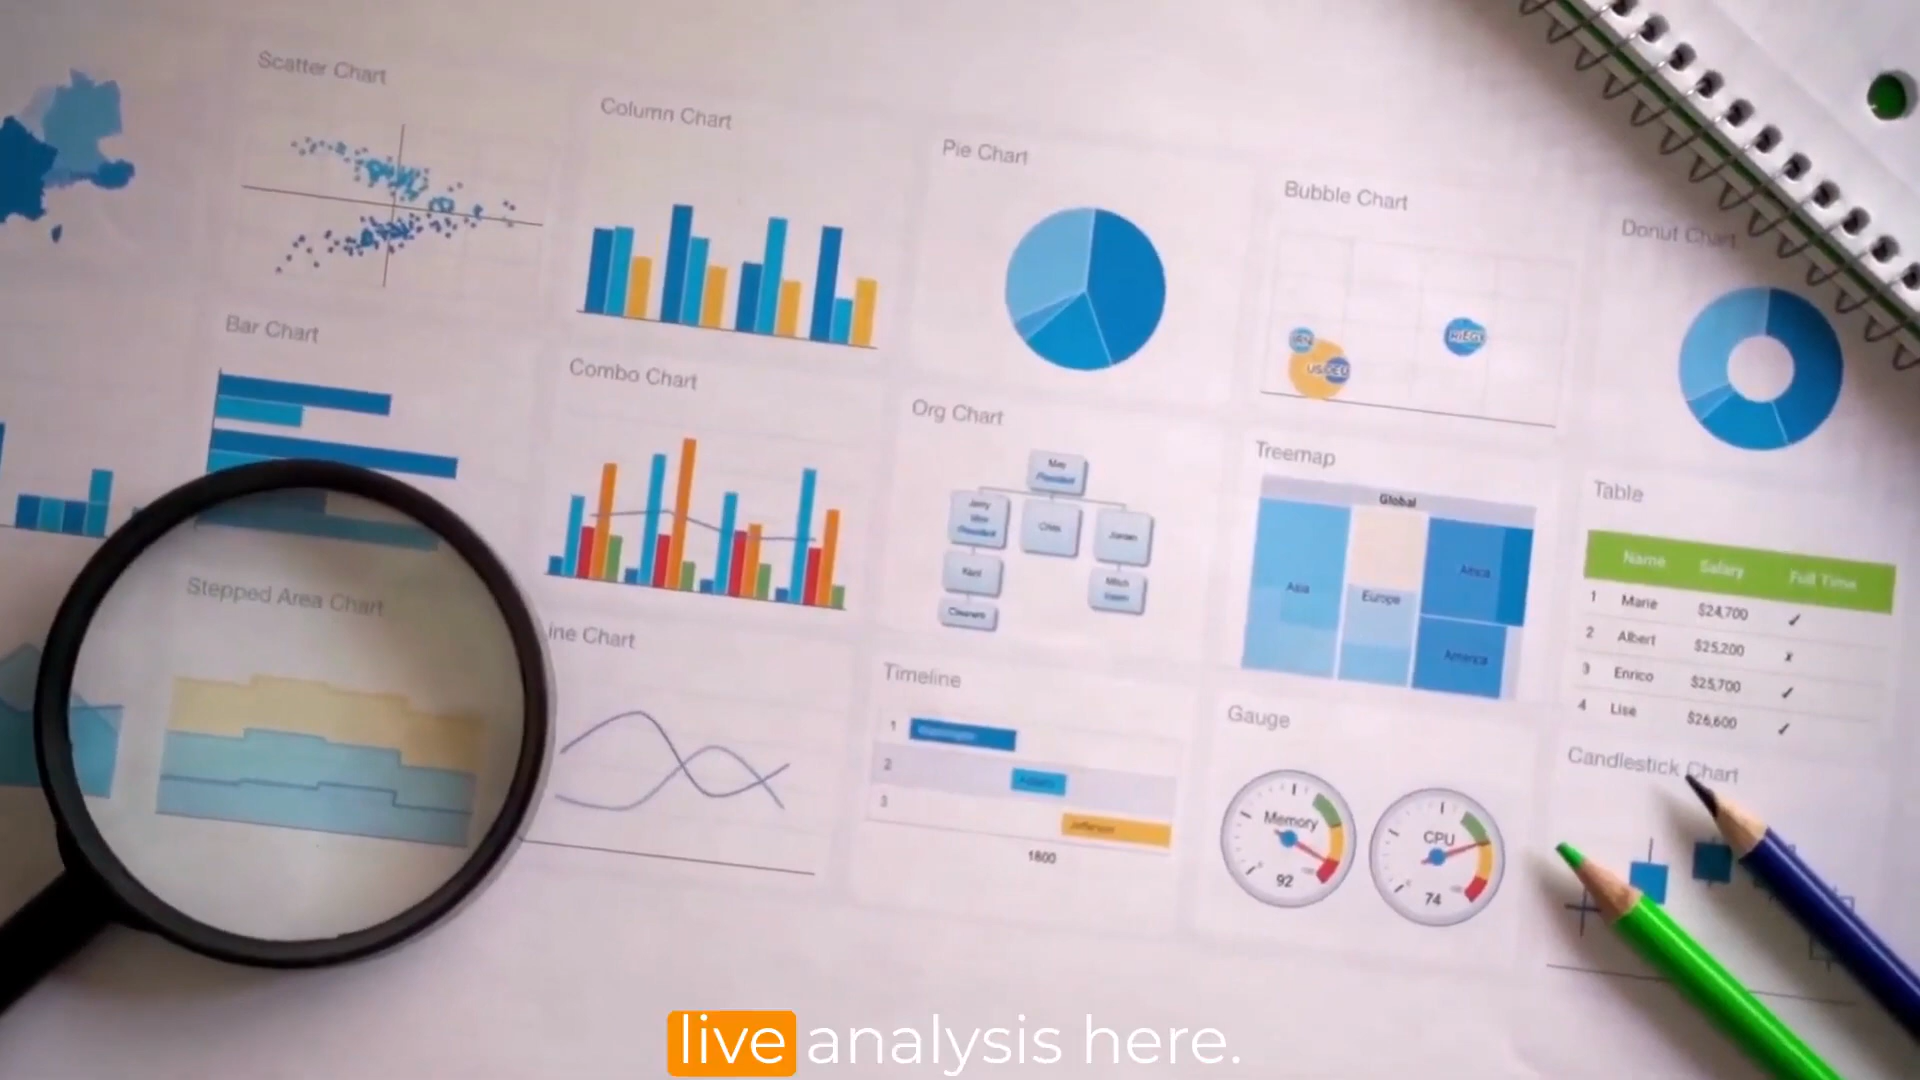 Scatter Chart
Column Chart
Pie Chart
Bubble Chart
Donut Chart
Bar Chart
Combo Chart
Org Chart
Treemap
Table
Global
Asia
Europe
Africa
America
Name Salary Full Time
1 Marie $24,700 ✓
2 Albert $25,200 x
3 Enrico $25,700 ✓
4 Lise $26,600 ✓
Stepped Area Chart
ine Chart
Timeline
1
2
3
1800
Gauge
Memory
92
CPU
74
Candlestick Chart
live analysis here.